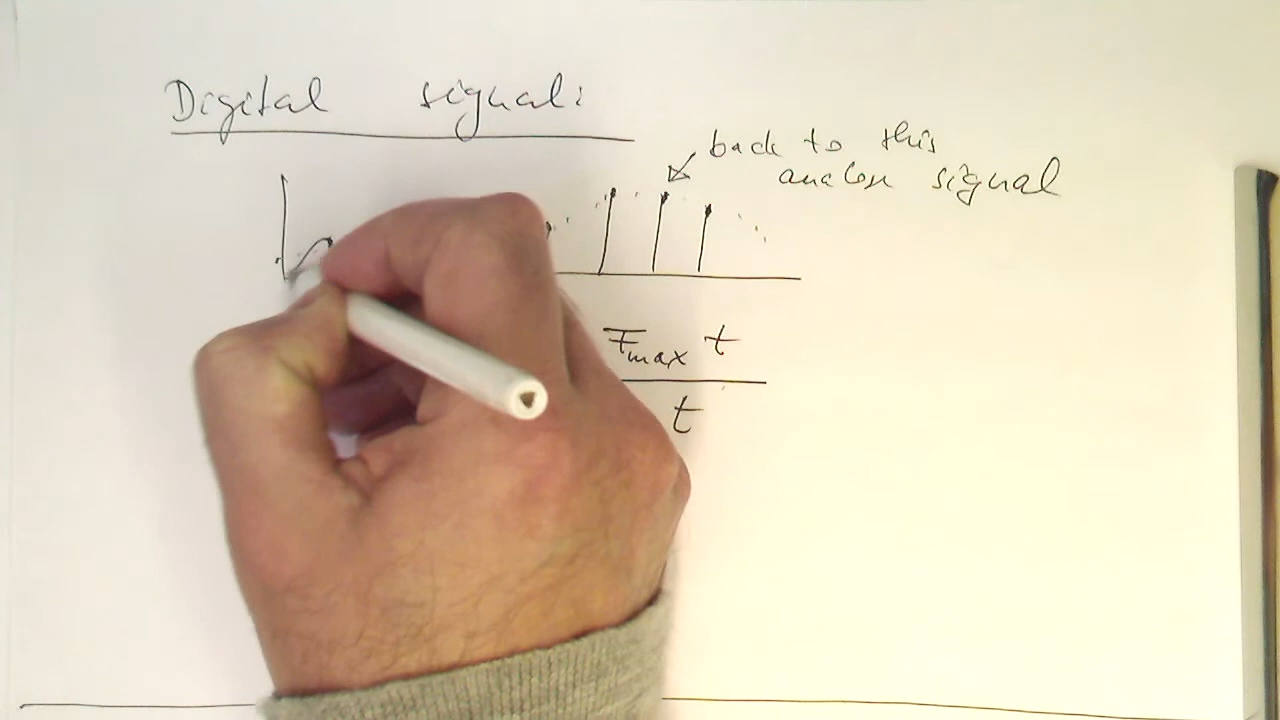 Digital signal:
back to this
analog signal
Fmax t
t